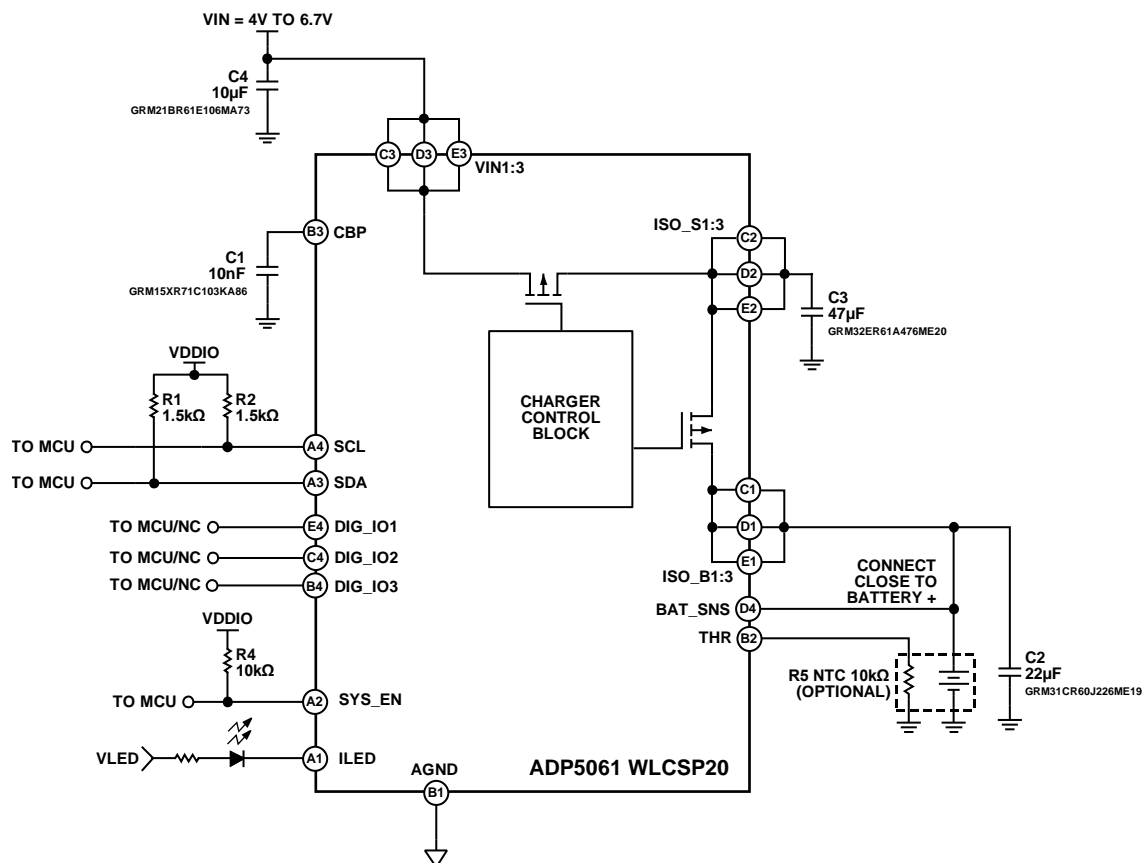 VIN = 4V TO 6.7V
C4
10µF
GRM21BR61E106MA73
C3
D3
E3
VIN1:3
B3
CBP
C1
10nF
GRM15XR71C103KA86
ISO_S1:3
C2
D2
E2
C3
47µF
GRM32ER61A476ME20
VDDIO
R1
1.5kΩ
R2
1.5kΩ
CHARGER
CONTROL
BLOCK
TO MCU
A4
SCL
TO MCU
A3
SDA
TO MCU/NC
E4
DIG_IO1
TO MCU/NC
C4
DIG_IO2
TO MCU/NC
B4
DIG_IO3
C1
D1
E1
ISO_B1:3
CONNECT
CLOSE TO
BATTERY +
BAT_SNS
D4
THR
B2
VDDIO
R4
10kΩ
R5 NTC 10kΩ
(OPTIONAL)
C2
22µF
GRM31CR60J226ME19
TO MCU
A2
SYS_EN
VLED
A1
ILED
AGND
B1
ADP5061 WLCSP20